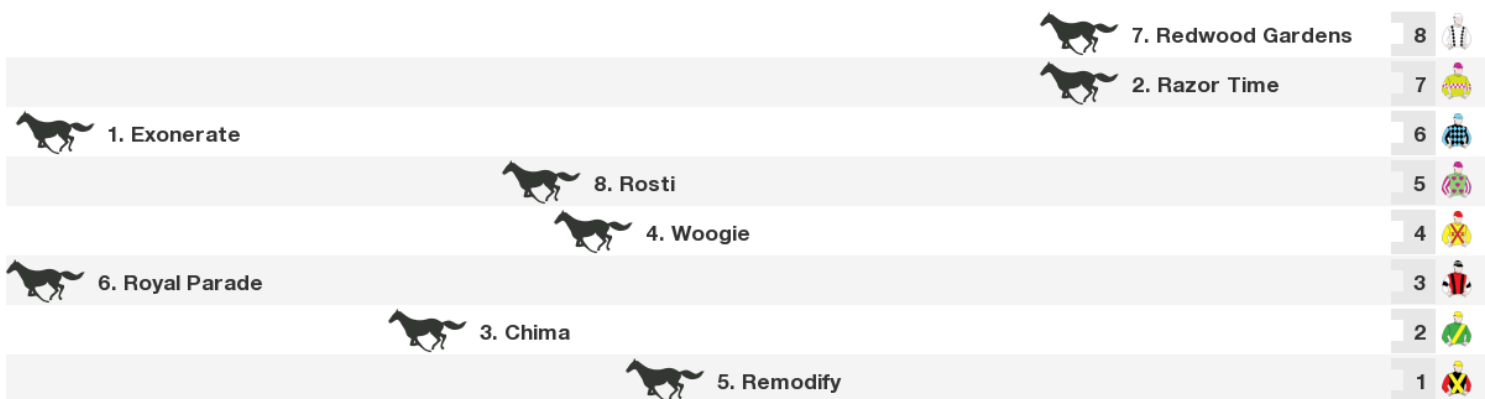 7. Redwood Gardens 8
2. Razor Time 7
1. Exonerate 6
8. Rosti 5
4. Woogie 4
6. Royal Parade 3
3. Chima 2
5. Remodify 1